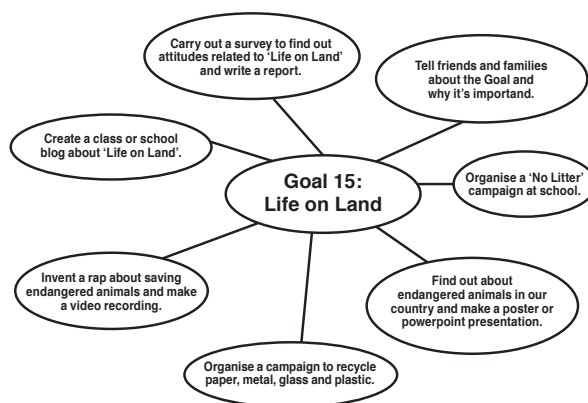 Carry out a survey to find out
attitudes related to ‘Life on Land’
and write a report.
Tell friends and families
about the Goal and
why it’s importand.
Create a class or school
blog about ‘Life on Land’.
Goal 15:
Life on Land
Organise a ‘No Litter’
campaign at school.
Invent a rap about saving
endangered animals and make
a video recording.
Find out about
endangered animals in our
country and make a poster or
powerpoint presentation.
Organise a campaign to recycle
paper, metal, glass and plastic.